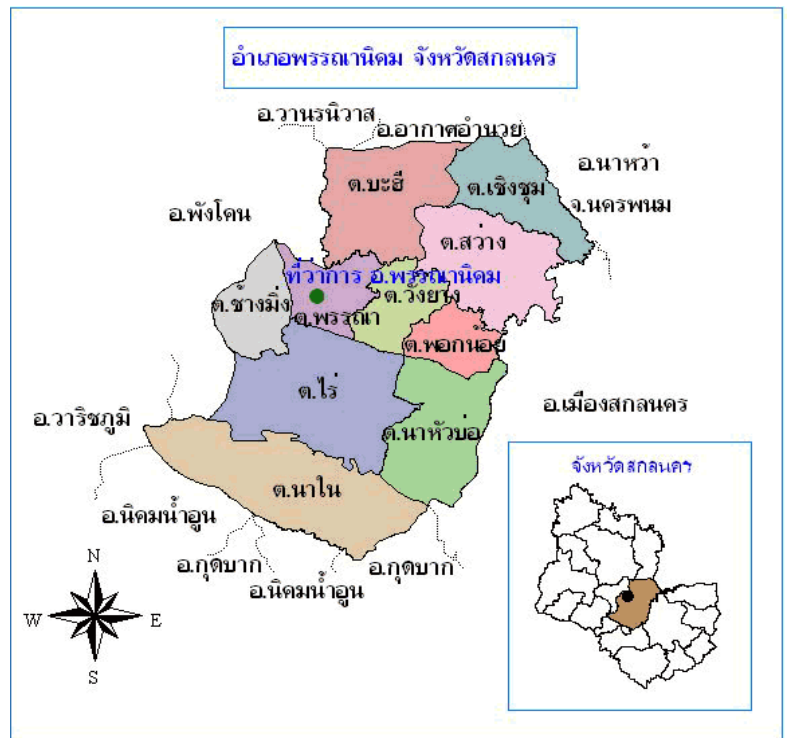 อำเภอพรรณานิคม จังหวัดสกลนคร
อ.วานรนิวาส
อ.อากาศอำนวย
อ.นาหว้า
จ.นครพนม
ต.บะฮี
ต.เชิงชุม
อ.พังโคน
ต.สว่าง
ที่ว่าการ อ.พรรณานิคม
ต.ช้างมิ่ง
ต.วังยาง
ต.พรรณา
ต.พอกน้อย
ต.ไร่
อ.เมืองสกลนคร
อ.วาริชภูมิ
ต.นาหัวบ่อ
จังหวัดสกลนคร
ต.นาใน
อ.นิคมน้ำอูน
อ.กุดบาก
อ.นิคมน้ำอูน
อ.กุดบาก
N
W
E
S